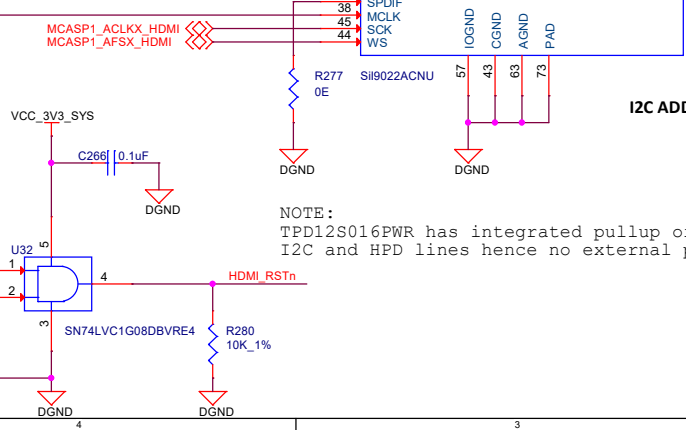 SPDIF
38 MCLK
MCASP1_ACLKX_HDMI 45 SCK
MCASP1_AFSX_HDMI 44 WS
IOGND CGND AGND PAD
57 43 63 73
R277 Sil9022ACNU
0E
I2C ADD
VCC_3V3_SYS
C266 0.1uF
DGND DGND
DGND
NOTE:
TPD12S016PWR has integrated pullup o
I2C and HPD lines hence no external p
U32 5
1
2
4
HDMI_RSTn
3
SN74LVC1G08DBVRE4 R280
10K_1%
DGND DGND
4 3